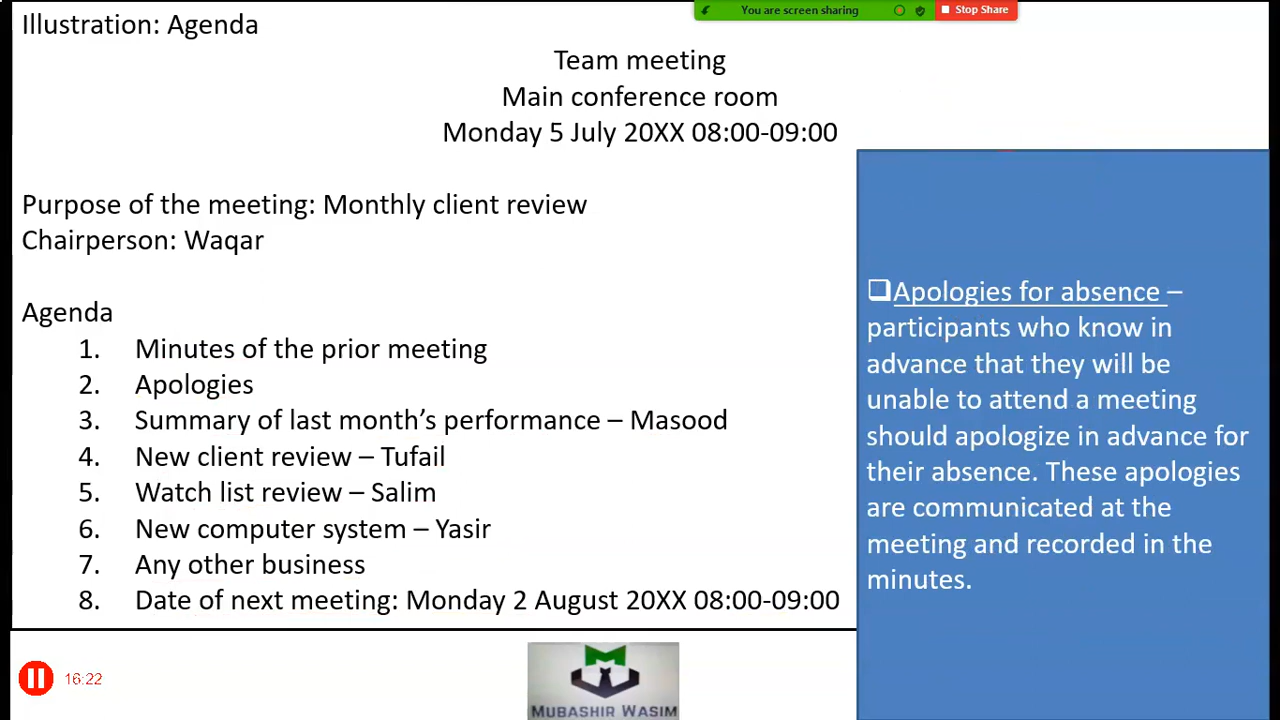 Illustration: Agenda
You are screen sharing
Stop Share
Team meeting
Main conference room
Monday 5 July 20XX 08:00-09:00
Purpose of the meeting: Monthly client review
Chairperson: Waqar
Agenda
1. Minutes of the prior meeting
2. Apologies
3. Summary of last month’s performance – Masood
4. New client review – Tufail
5. Watch list review – Salim
6. New computer system – Yasir
7. Any other business
8. Date of next meeting: Monday 2 August 20XX 08:00-09:00
❑Apologies for absence –
participants who know in
advance that they will be
unable to attend a meeting
should apologize in advance for
their absence. These apologies
are communicated at the
meeting and recorded in the
minutes.
16:22
MUBASHIR WASIM